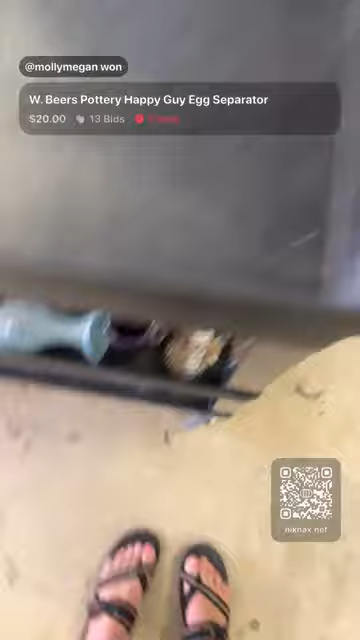 @mollymegan won
W. Beers Pottery Happy Guy Egg Separator
$20.00 13 Bids
niknax.net